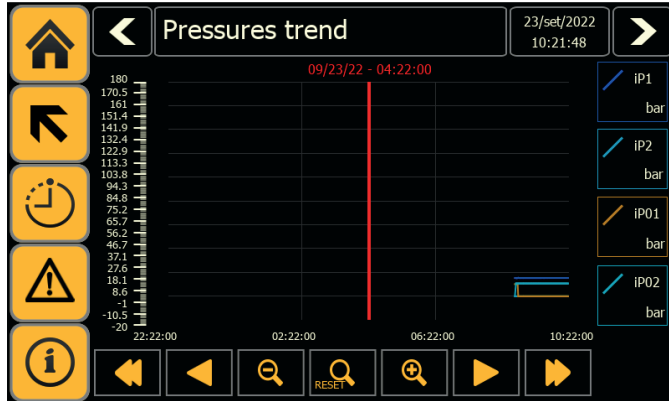 Pressures trend
23/set/2022
10:21:48
09/23/22 - 04:22:00
180
170.5
161
151.4
141.9
132.4
122.9
113.3
103.8
94.3
84.8
75.2
65.7
56.2
46.7
37.1
27.6
18.1
8.6
-1
-10.5
-20
22:22:00
02:22:00
06:22:00
10:22:00
iP1
bar
iP2
bar
iP01
bar
iP02
bar
RESET
i